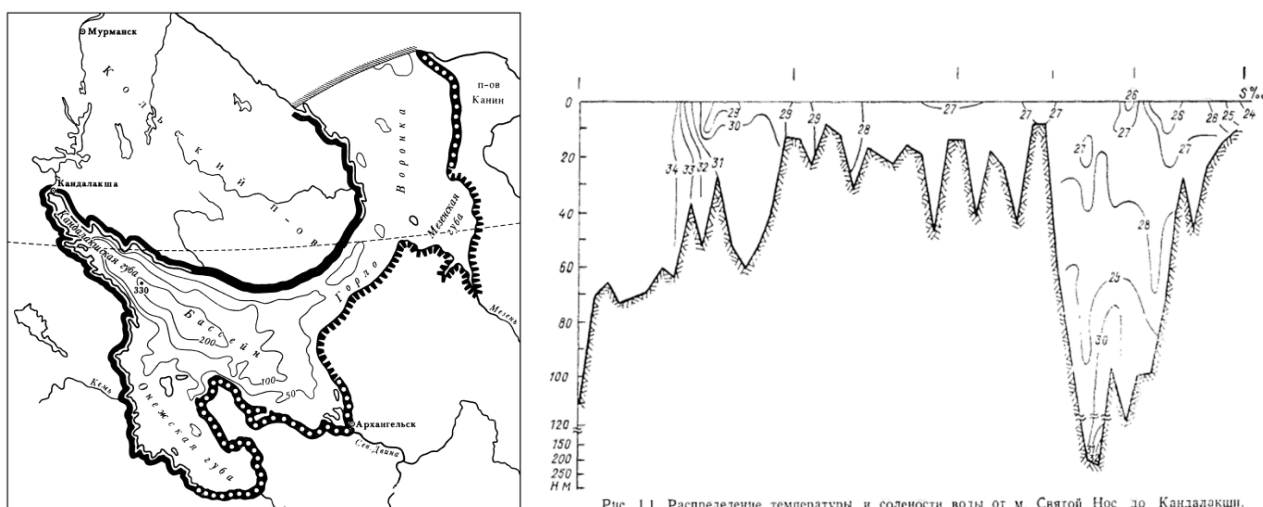 Мурманск
Кольский п-ов
п-ов
Канин
Воронка
Кандалакша
Кандалакшская губа
Мезенская
губа
Горло
330
Мезень
Бассейн
200
100
50
Кемь
Онежская губа
Архангельск
Сев. Двина
S‰
0
20
40
60
80
100
120
150
200
250
Н м
34
33
32
31
30
29
29
29
28
27
27
27
26
27
26
27
28
25
24
27
28
25
30
Рис. 1.1. Распределение температуры и солености воды от м. Святой Нос до Кандалакши.